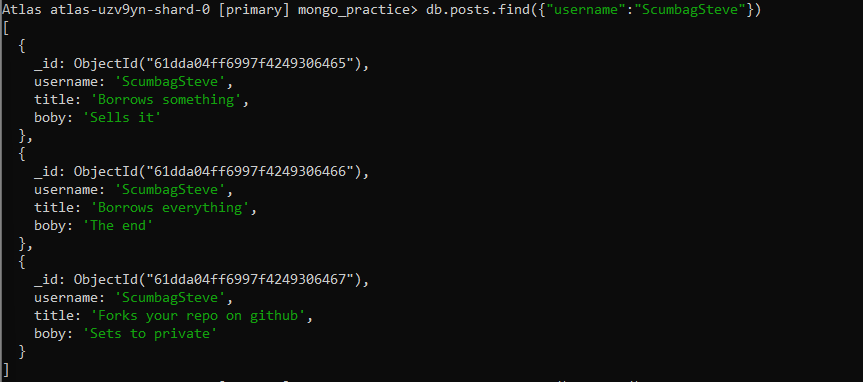 Atlas atlas-uzv9yn-shard-0 [primary] mongo_practice> db.posts.find({"username":"ScumbagSteve"})
[
  {
    _id: ObjectId("61dda04ff6997f4249306465"),
    username: 'ScumbagSteve',
    title: 'Borrows something',
    boby: 'Sells it'
  },
  {
    _id: ObjectId("61dda04ff6997f4249306466"),
    username: 'ScumbagSteve',
    title: 'Borrows everything',
    boby: 'The end'
  },
  {
    _id: ObjectId("61dda04ff6997f4249306467"),
    username: 'ScumbagSteve',
    title: 'Forks your repo on github',
    boby: 'Sets to private'
  }
]